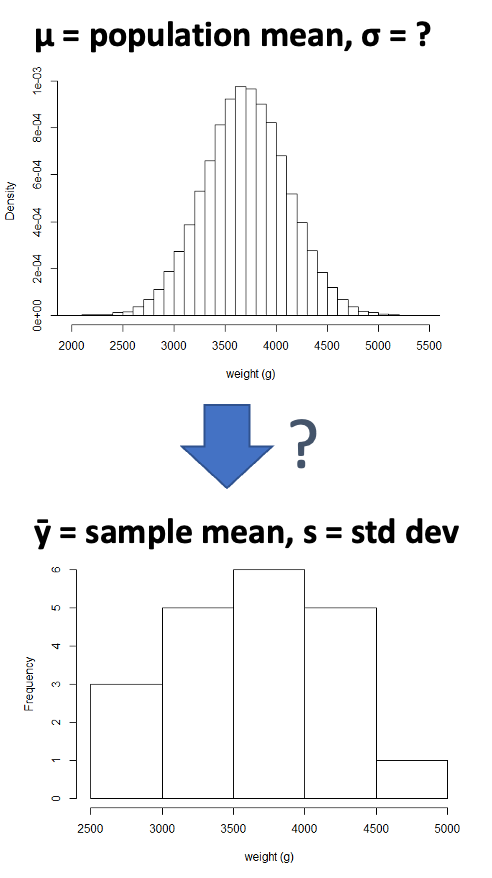 μ = population mean, σ = ?
Density
1e-03
8e-04
6e-04
4e-04
2e-04
0e+00
2000 2500 3000 3500 4000 4500 5000 5500
weight (g)
?
ȳ = sample mean, s = std dev
Frequency
6
5
4
3
2
1
0
2500 3000 3500 4000 4500 5000
weight (g)